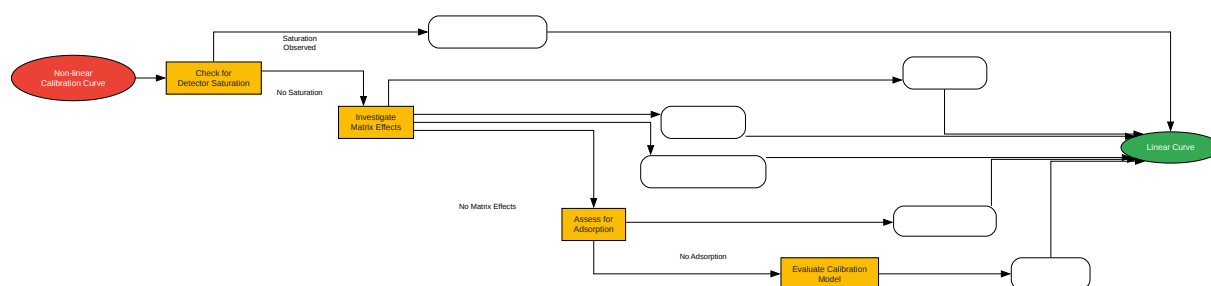 Saturation
Observed
Non-linear
Calibration Curve
Check for
Detector Saturation
No Saturation
Investigate
Matrix Effects
Linear Curve
No Matrix Effects
Assess for
Adsorption
No Adsorption
Evaluate Calibration
Model